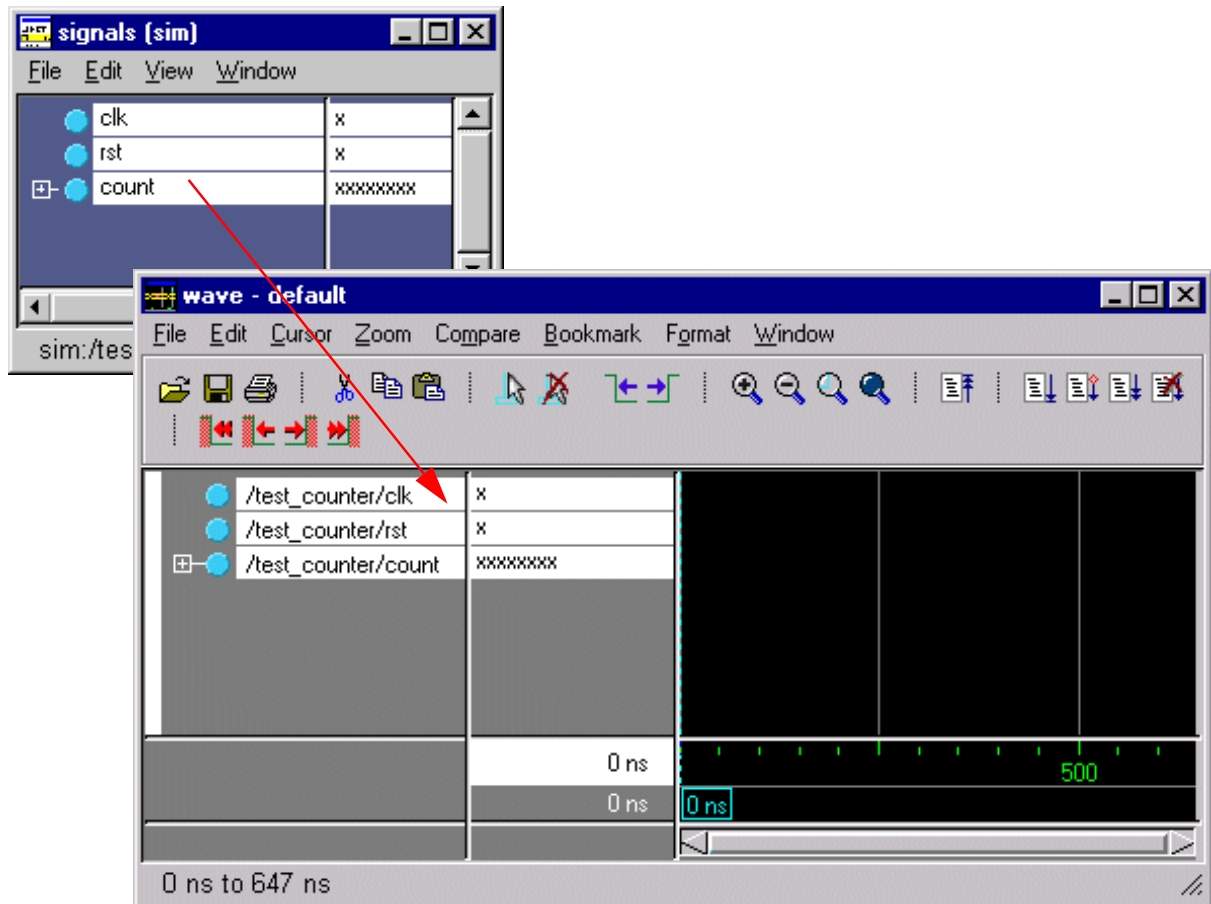 signals (sim)
File Edit View Window
clk x
rst x
count xxxxxxxx
sim:/tes
wave - default
File Edit Cursor Zoom Compare Bookmark Format Window
/test_counter/clk x
/test_counter/rst x
/test_counter/count xxxxxxxx
0 ns
500
0 ns 0 ns
0 ns to 647 ns